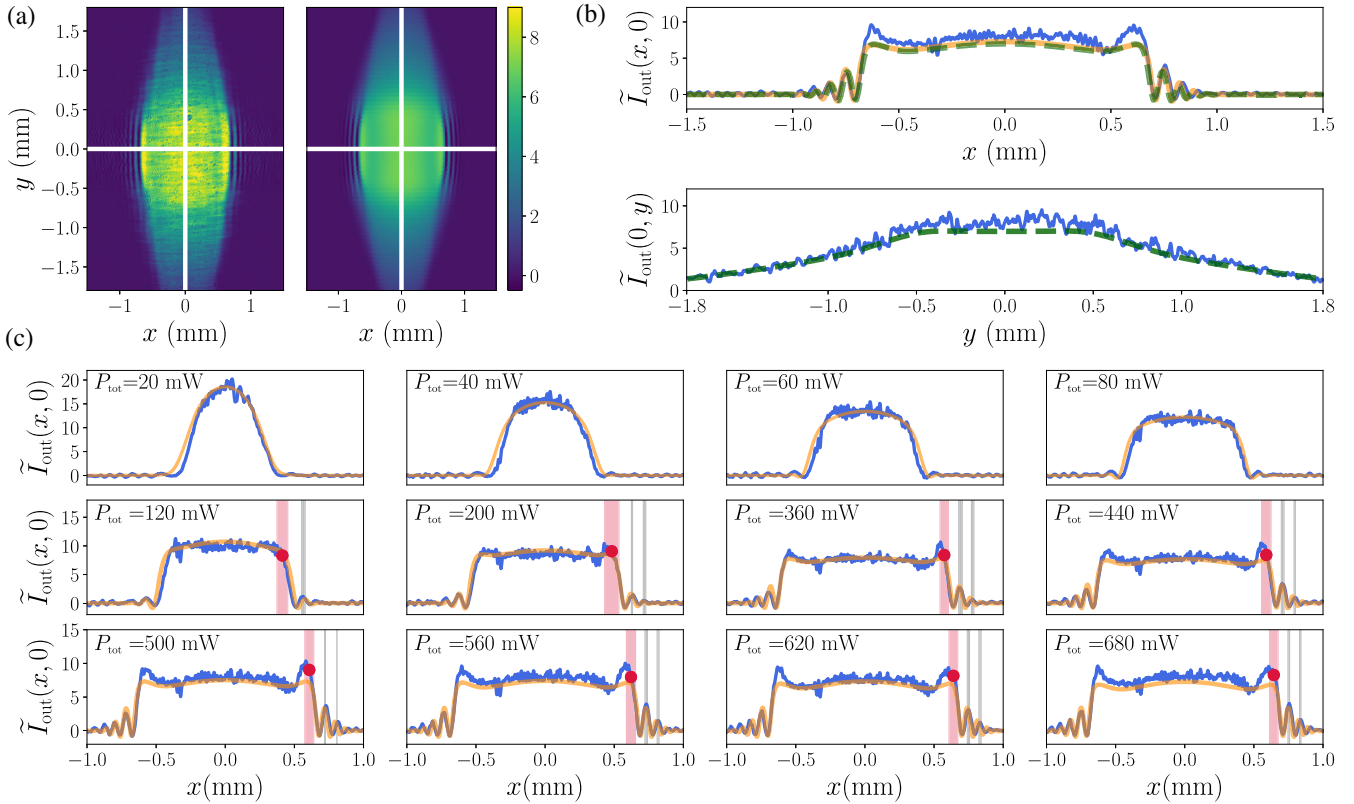 (a)
y (mm)
1.5
1.0
0.5
0.0
−0.5
−1.0
−1.5
−1 0 1
x (mm)
−1 0 1
x (mm)
8
6
4
2
0
(b)
Ĩout(x, 0)
10
5
0
−1.5 −1.0 −0.5 0.0 0.5 1.0 1.5
x (mm)
Ĩout(0, y)
10
5
0
−1.8 −1.0 −0.5 0.0 0.5 1.0 1.8
y (mm)
(c)
Ĩout(x, 0)
20
15
10
5
0
Ptot=20 mW
Ptot=40 mW
Ptot=60 mW
Ptot=80 mW
Ĩout(x, 0)
15
10
5
0
Ptot=120 mW
Ptot=200 mW
Ptot=360 mW
Ptot=440 mW
Ĩout(x, 0)
15
10
5
0
Ptot=500 mW
Ptot=560 mW
Ptot=620 mW
Ptot=680 mW
−1.0 −0.5 0.0 0.5 1.0
−1.0 −0.5 0.0 0.5 1.0
−1.0 −0.5 0.0 0.5 1.0
−1.0 −0.5 0.0 0.5 1.0
x(mm)
x(mm)
x(mm)
x(mm)